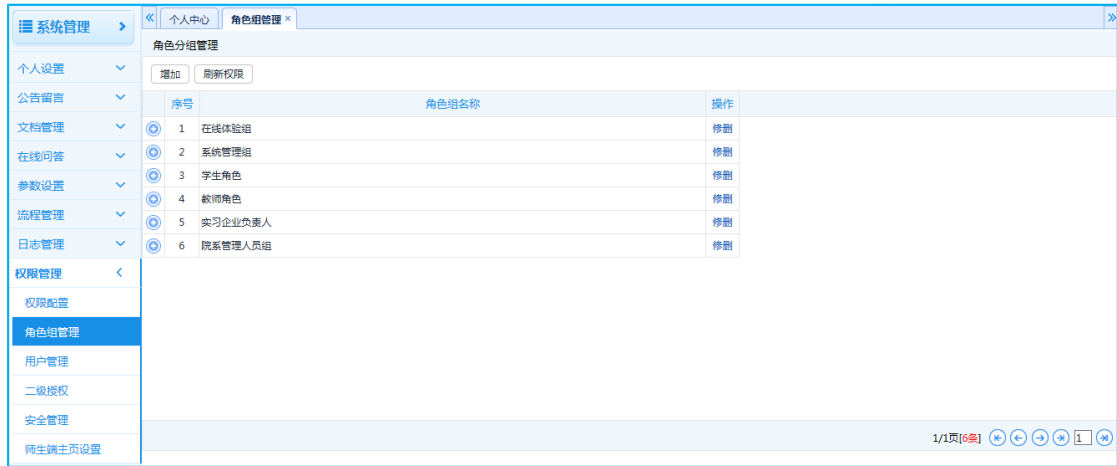 系统管理
个人设置
公告留言
文档管理
在线问答
参数设置
流程管理
日志管理
权限管理
权限配置
角色组管理
用户管理
二级授权
安全管理
师生端主页设置
个人中心 角色组管理 ×
角色分组管理
增加 刷新权限
序号 角色组名称 操作
1 在线体验组 修删
2 系统管理组 修删
3 学生角色 修删
4 教师角色 修删
5 实习企业负责人 修删
6 院系管理人员组 修删
1/1页[6条] 1